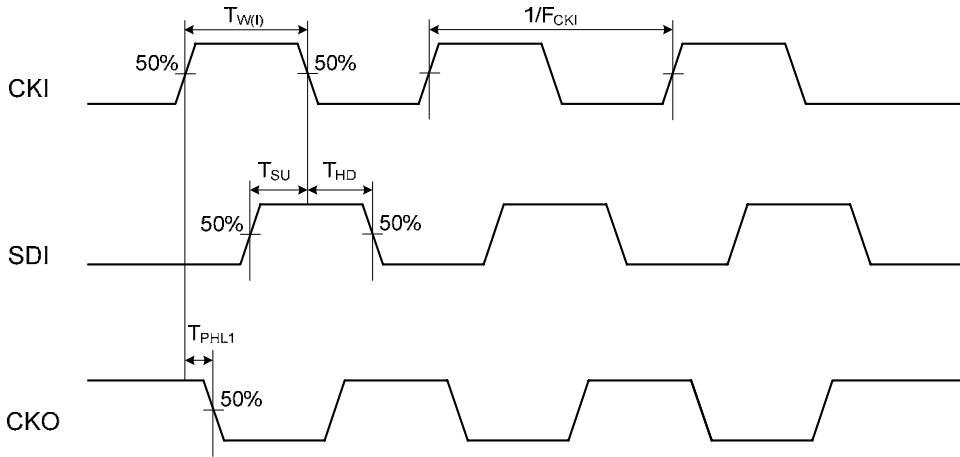 T_W(I)
1/F_CKI
50%
50%
CKI
T_SU
T_HD
50%
50%
SDI
T_PHL1
50%
CKO